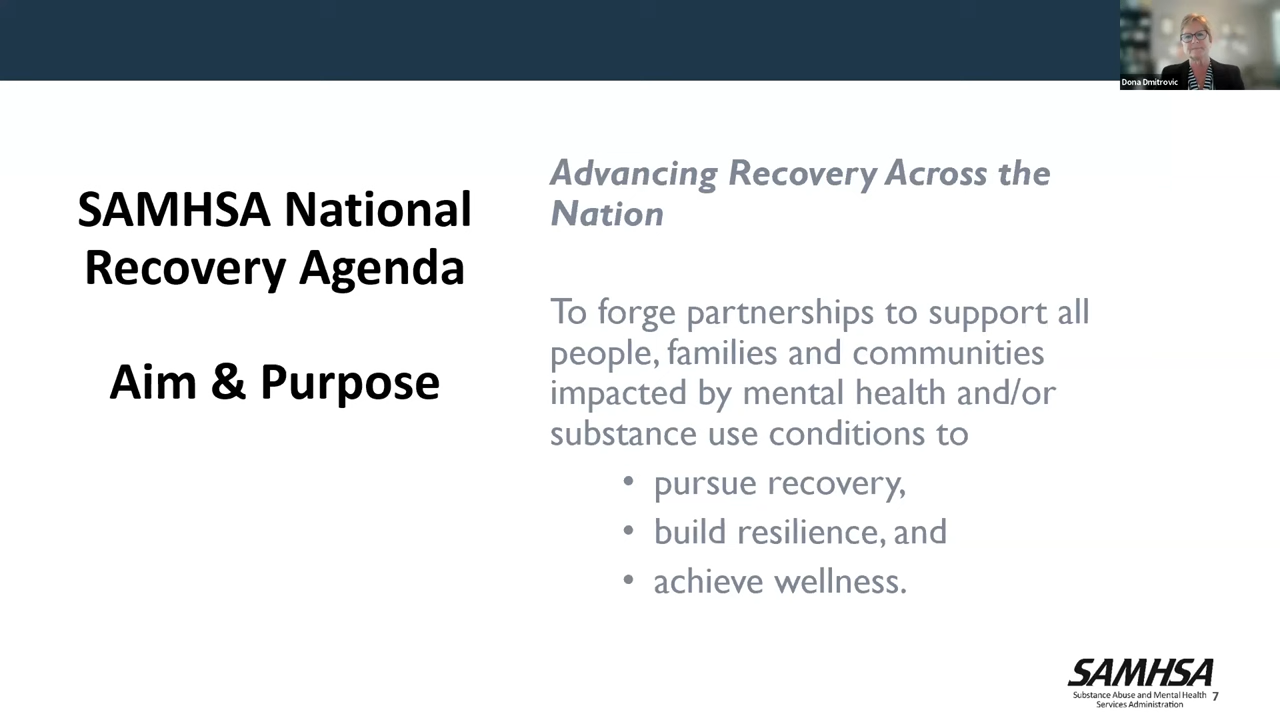 Dona Dmitrovic
SAMHSA National
Recovery Agenda
Aim & Purpose
Advancing Recovery Across the
Nation
To forge partnerships to support all
people, families and communities
impacted by mental health and/or
substance use conditions to
• pursue recovery,
• build resilience, and
• achieve wellness.
SAMHSA
Substance Abuse and Mental Health
Services Administration
7